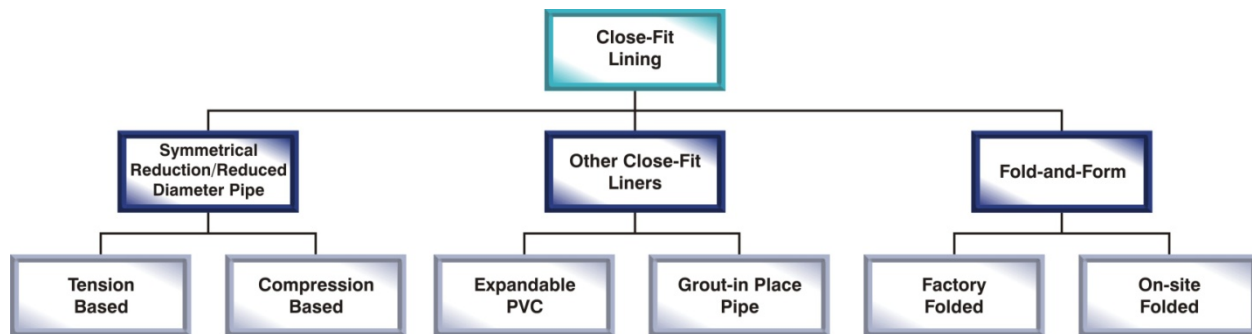 Close-Fit
Lining
Symmetrical
Reduction/Reduced
Diameter Pipe
Other Close-Fit
Liners
Fold-and-Form
Tension
Based
Compression
Based
Expandable
PVC
Grout-in Place
Pipe
Factory
Folded
On-site
Folded